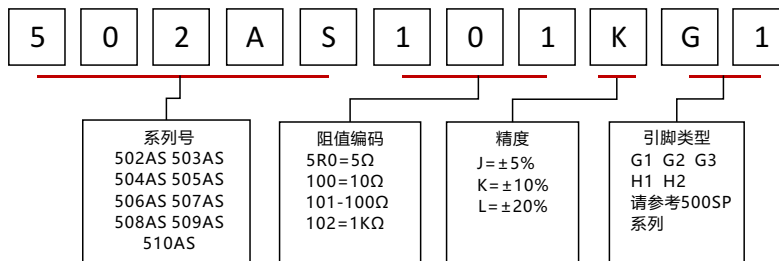 5 0 2 A S 1 0 1 K G 1
系列号
502AS 503AS
504AS 505AS
506AS 507AS
508AS 509AS
510AS
阻值编码
5R0=5Ω
100=10Ω
101-100Ω
102=1KΩ
精度
J=±5%
K=±10%
L=±20%
引脚类型
G1 G2 G3
H1 H2
请参考500SP
系列